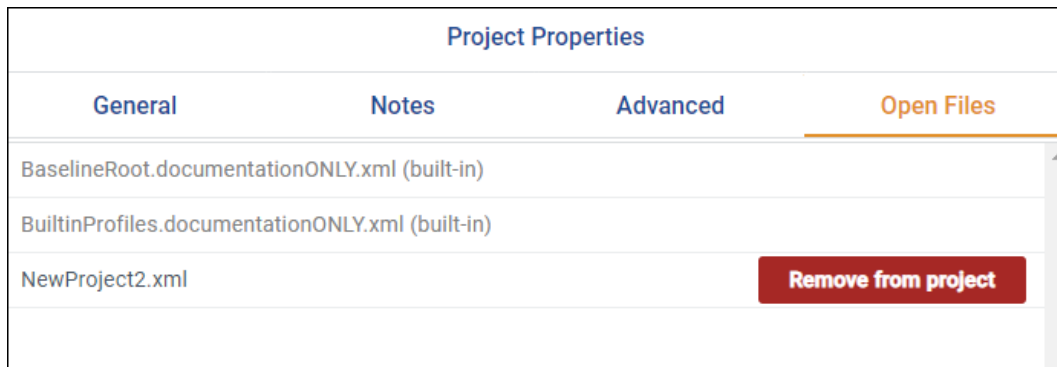 Project Properties
General Notes Advanced Open Files
BaselineRoot.documentationONLY.xml (built-in)
BuiltinProfiles.documentationONLY.xml (built-in)
NewProject2.xml Remove from project